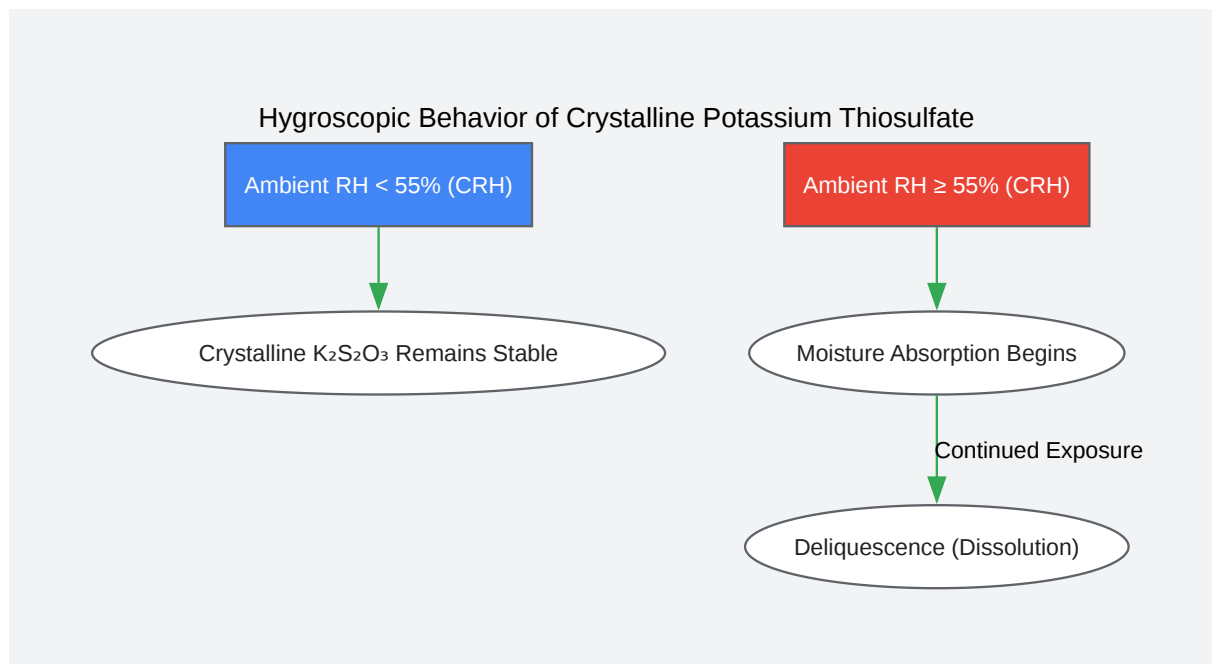 Hygroscopic Behavior of Crystalline Potassium Thiosulfate
Ambient RH < 55% (CRH)
Ambient RH ≥ 55% (CRH)
Crystalline K₂S₂O₃ Remains Stable
Moisture Absorption Begins
Continued Exposure
Deliquescence (Dissolution)